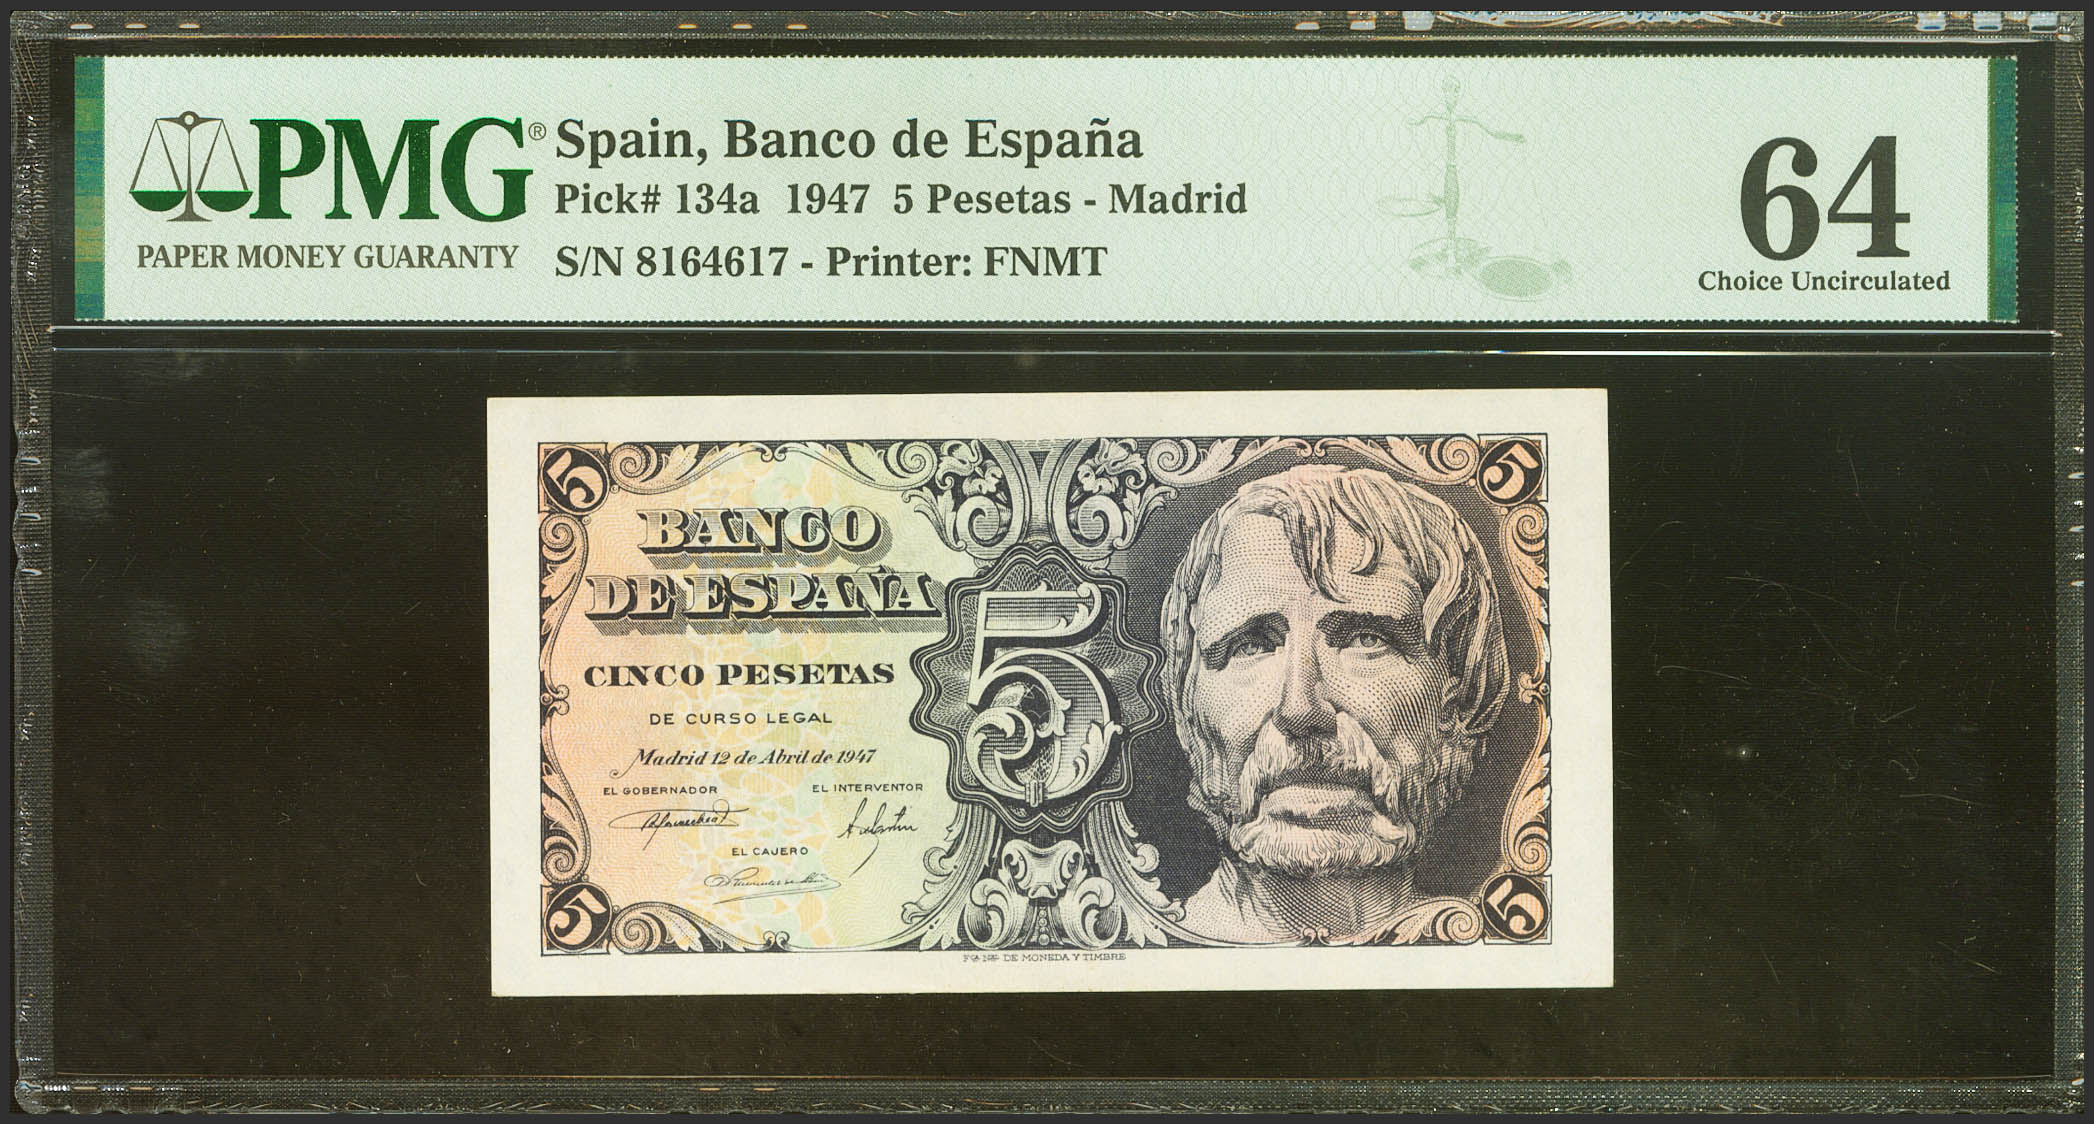 PMG®
PAPER MONEY GUARANTY
Spain, Banco de España
Pick# 134a 1947 5 Pesetas - Madrid
S/N 8164617 - Printer: FNMT
64
Choice Uncirculated
5
5
BANCO
DE ESPAÑA
5
CINCO PESETAS
DE CURSO LEGAL
Madrid 12 de Abril de 1947
EL GOBERNADOR
EL INTERVENTOR
EL CAJERO
5
5
DE MONEDA Y TIMBRE